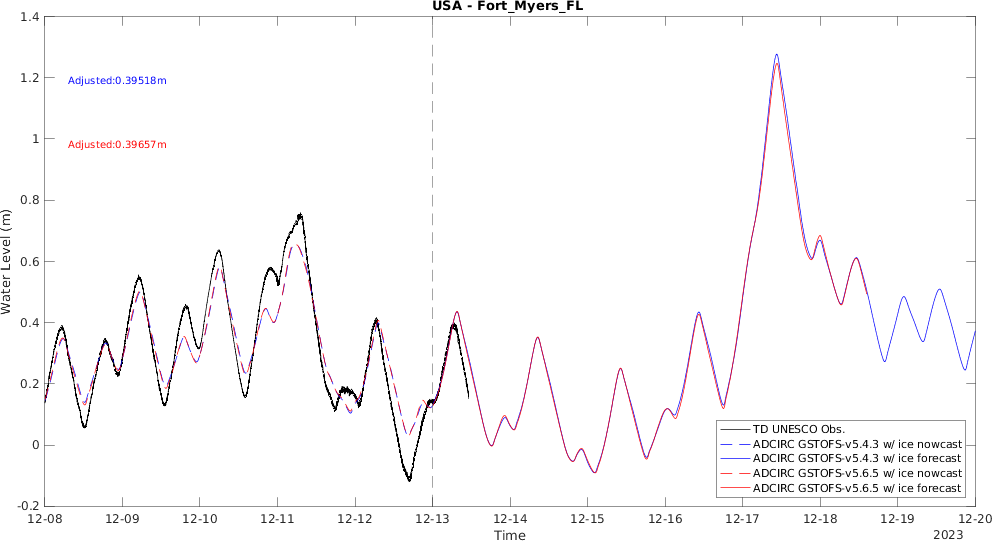 USA - Fort_Myers_FL
1.4
1.2
1
0.8
0.6
0.4
0.2
0
-0.2
Water Level (m)
Adjusted:0.39518m
Adjusted:0.39657m
TD UNESCO Obs.
ADCIRC GSTOFS-v5.4.3 w/ ice nowcast
ADCIRC GSTOFS-v5.4.3 w/ ice forecast
ADCIRC GSTOFS-v5.6.5 w/ ice nowcast
ADCIRC GSTOFS-v5.6.5 w/ ice forecast
12-08 12-09 12-10 12-11 12-12 12-13 12-14 12-15 12-16 12-17 12-18 12-19 12-20
Time
2023